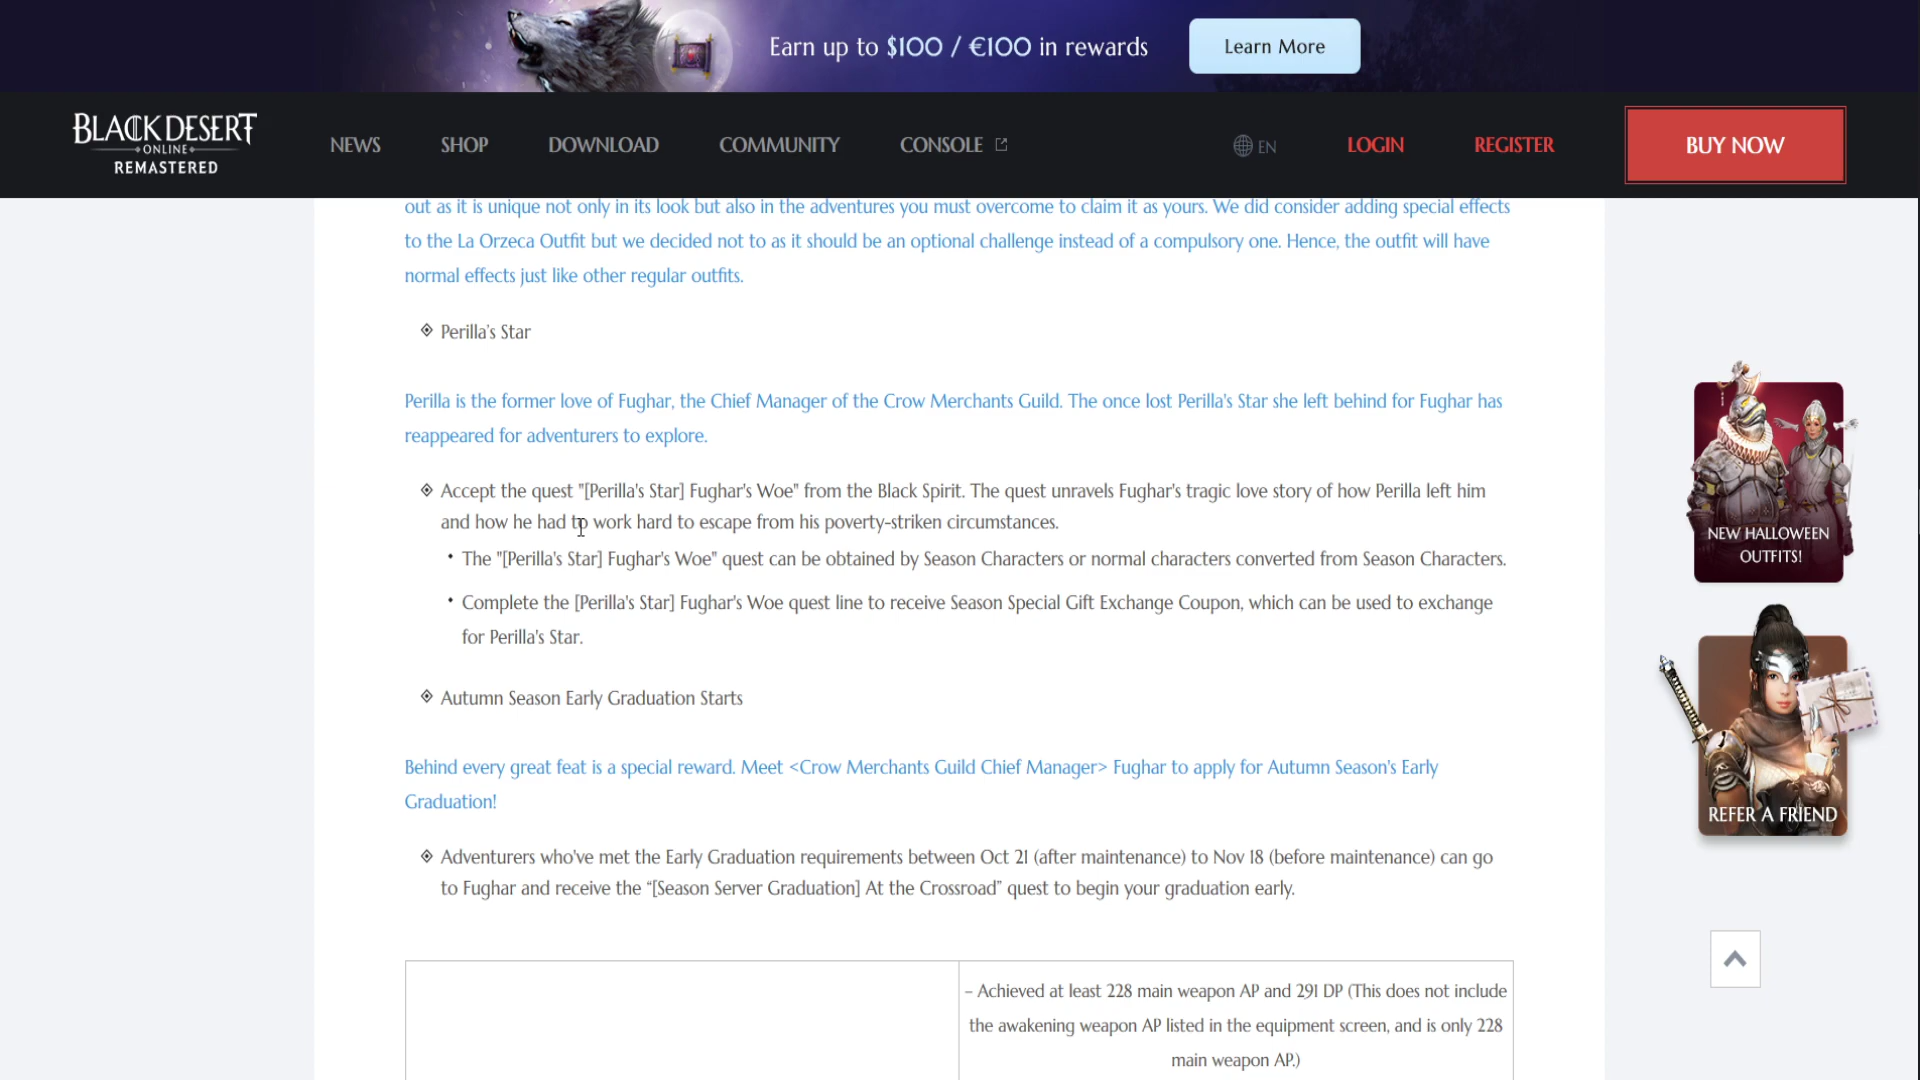 Earn up to $100 / €100 in rewards
Learn More
BLACK DESERT
ONLINE
REMASTERED
NEWS
SHOP
DOWNLOAD
COMMUNITY
CONSOLE
EN
LOGIN
REGISTER
BUY NOW
out as it is unique not only in its look but also in the adventures you must overcome to claim it as yours. We did consider adding special effects
to the La Orzeca Outfit but we decided not to as it should be an optional challenge instead of a compulsory one. Hence, the outfit will have
normal effects just like other regular outfits.
Perilla's Star
Perilla is the former love of Fughar, the Chief Manager of the Crow Merchants Guild. The once lost Perilla's Star she left behind for Fughar has
reappeared for adventurers to explore.
Accept the quest "[Perilla's Star] Fughar's Woe" from the Black Spirit. The quest unravels Fughar's tragic love story of how Perilla left him
and how he had to work hard to escape from his poverty-striken circumstances.
The "[Perilla's Star] Fughar's Woe" quest can be obtained by Season Characters or normal characters converted from Season Characters.
Complete the [Perilla's Star] Fughar's Woe quest line to receive Season Special Gift Exchange Coupon, which can be used to exchange
for Perilla's Star.
Autumn Season Early Graduation Starts
Behind every great feat is a special reward. Meet <Crow Merchants Guild Chief Manager> Fughar to apply for Autumn Season's Early
Graduation!
Adventurers who've met the Early Graduation requirements between Oct 21 (after maintenance) to Nov 18 (before maintenance) can go
to Fughar and receive the “[Season Server Graduation] At the Crossroad” quest to begin your graduation early.
– Achieved at least 228 main weapon AP and 291 DP (This does not include
the awakening weapon AP listed in the equipment screen, and is only 228
main weapon AP.)
NEW HALLOWEEN
OUTFITS!
REFER A FRIEND